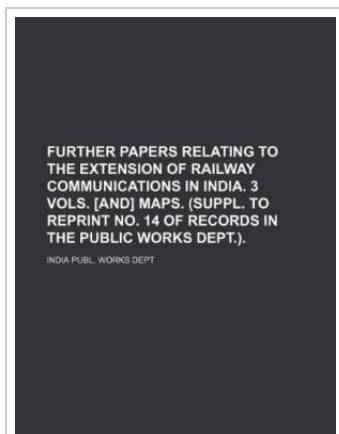 FURTHER PAPERS RELATING TO
THE EXTENSION OF RAILWAY
COMMUNICATIONS IN INDIA. 3
VOLS. [AND] MAPS. (SUPPL. TO
REPRINT NO. 14 OF RECORDS IN
THE PUBLIC WORKS DEPT.).
INDIA PUBL. WORKS DEPT